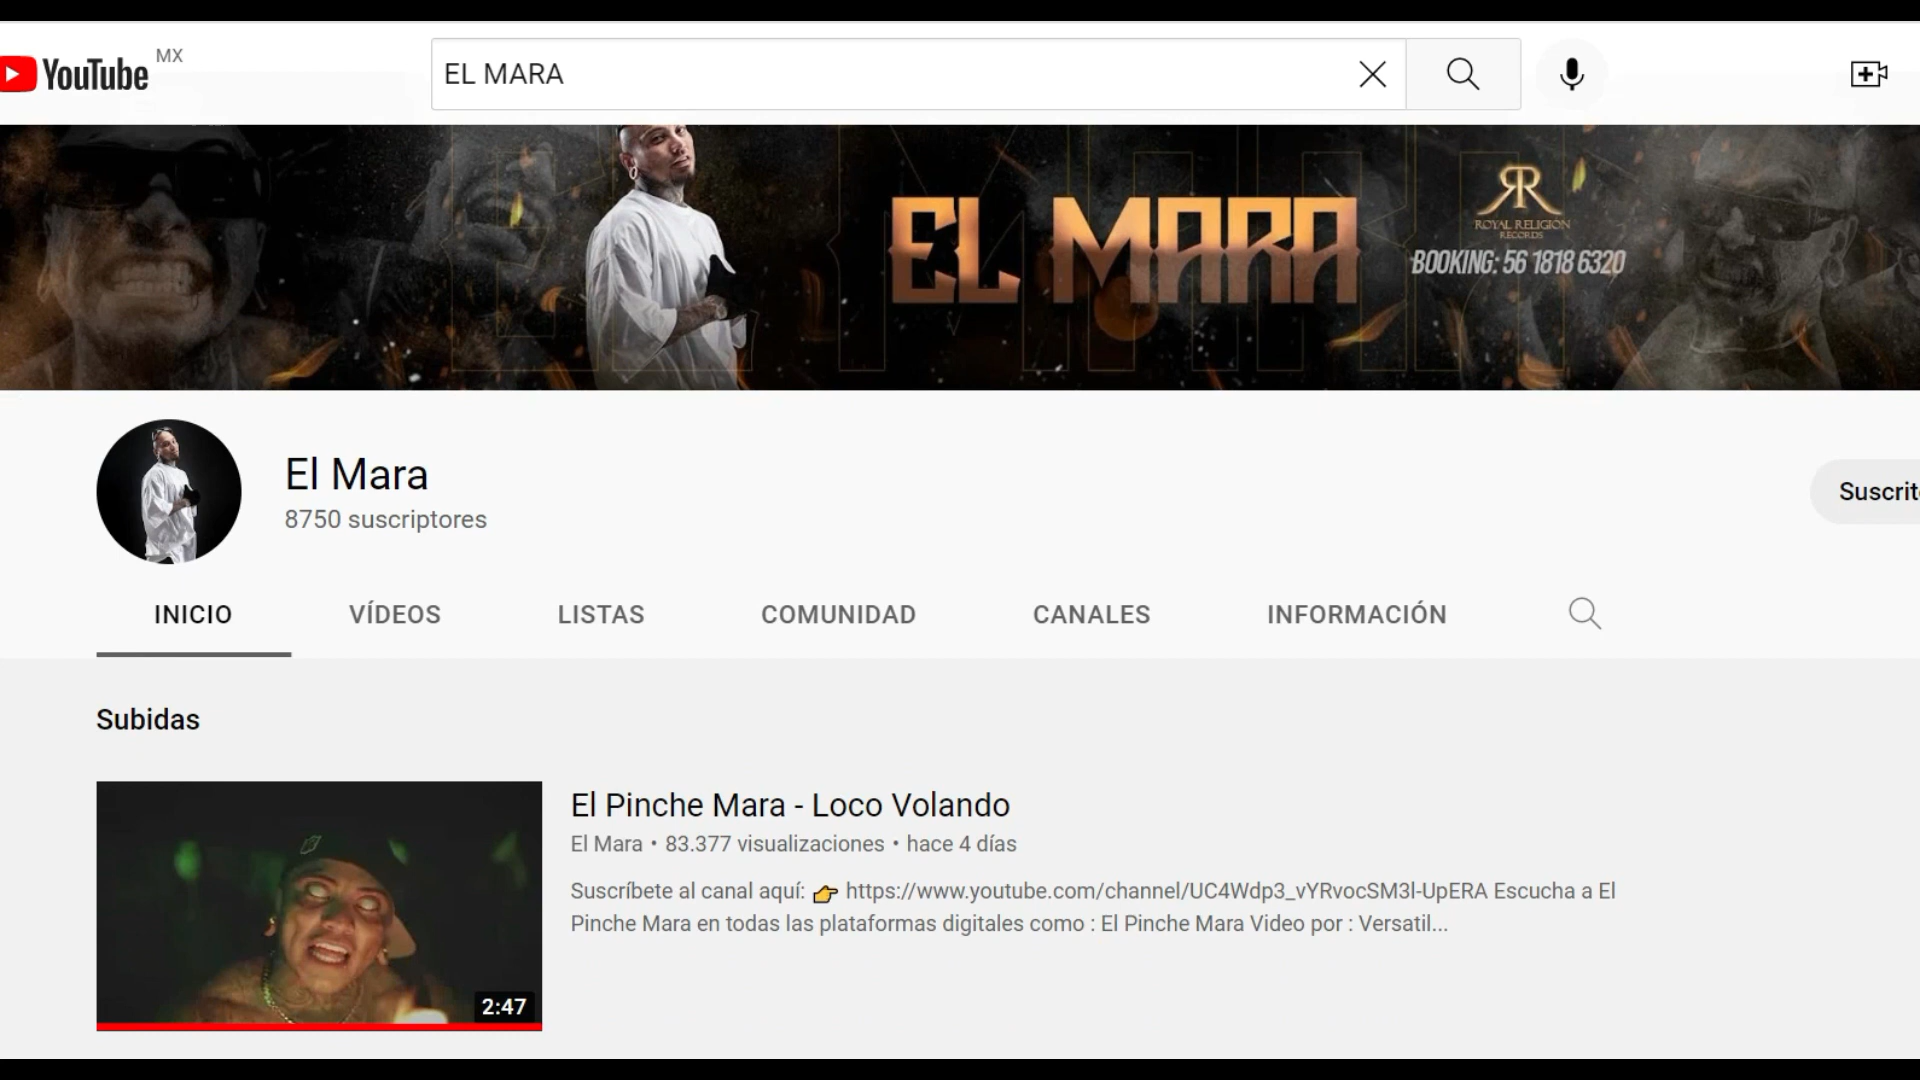 YouTube MX
EL MARA
EL MARA
RR
ROYAL RELIGION
RECORDS
BOOKING: 56 1818 6320
El Mara
8750 suscriptores
Suscrit
INICIO VÍDEOS LISTAS COMUNIDAD CANALES INFORMACIÓN
Subidas
2:47
El Pinche Mara - Loco Volando
El Mara • 83.377 visualizaciones • hace 4 días
Suscríbete al canal aquí: 👉 https://www.youtube.com/channel/UC4Wdp3_vYRvocSM3l-UpERA Escucha a El
Pinche Mara en todas las plataformas digitales como : El Pinche Mara Video por : Versatil...